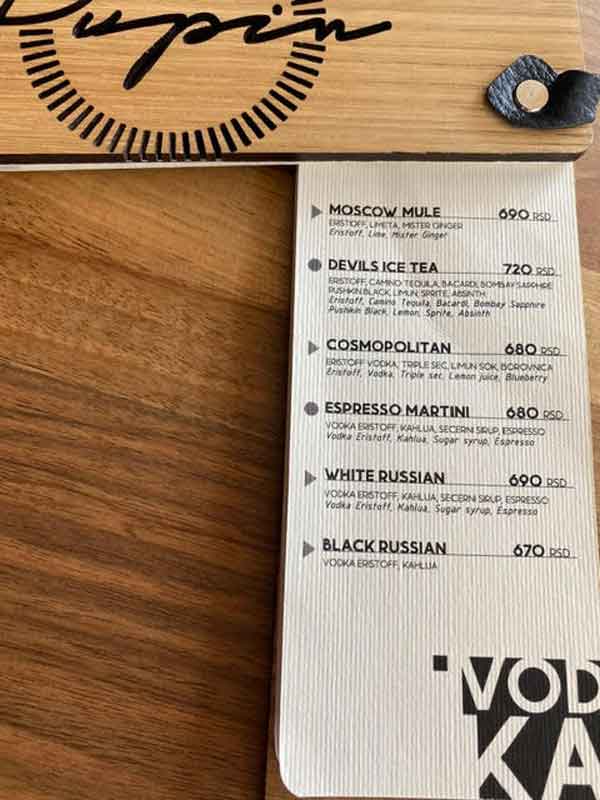 Pupin
MOSCOW MULE 690 RSD
ERISTOFF, LIMETA, MISTER GINGER
Eristoff, Lime, Mister Ginger
DEVILS ICE TEA 720 RSD
ERISTOFF, CAMINO TEQUILA, BACARDI, BOMBAY SAPPHIRE
PUSHKIN BLACK, LIMUN, SPRITE, ABSINTH
Eristoff, Camino Tequila, Bacardi, Bombay Sapphire
Pushkin Black, Lemon, Sprite, Absinth
COSMOPOLITAN 680 RSD
ERISTOFF VODKA, TRIPLE SEC, LIMUN SOK, BOROVNICA
Eristoff, Vodka, Triple sec, Lemon juice, Blueberry
ESPRESSO MARTINI 680 RSD
VODKA ERISTOFF, KAHLUA, SECERNI SIRUP, ESPRESSO
Vodka Eristoff, Kahlua, Sugar syrup, Espresso
WHITE RUSSIAN 690 RSD
VODKA ERISTOFF, KAHLUA, SECERNI SIRUP, ESPRESSO
Vodka Eristoff, Kahlua, Sugar syrup, Espresso
BLACK RUSSIAN 670 RSD
VODKA ERISTOFF, KAHLUA
VOD
KA